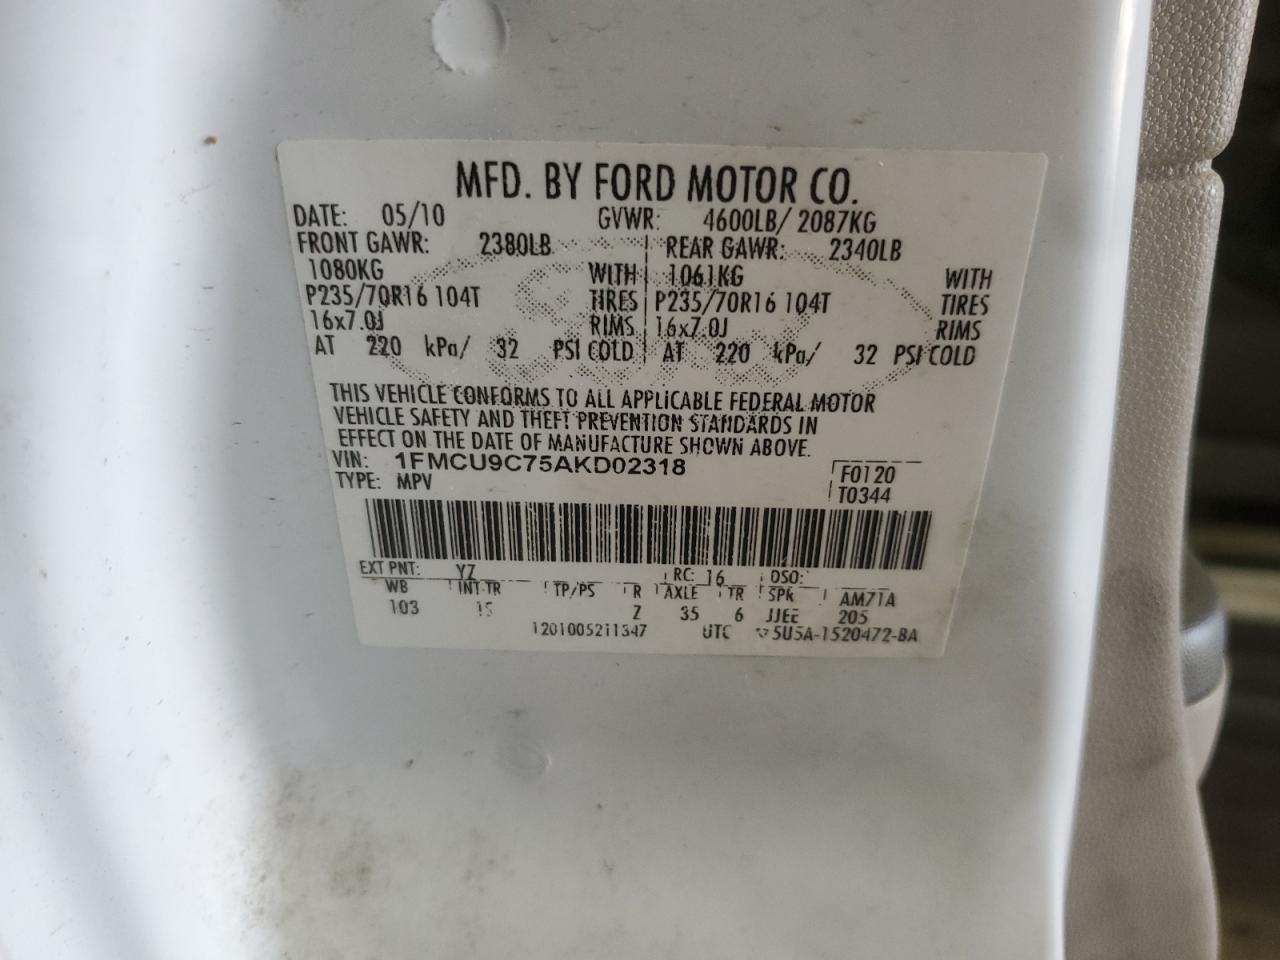 MFD. BY FORD MOTOR CO.
DATE: 05/10 GVWR: 4600LB/ 2087KG
FRONT GAWR: 2380LB REAR GAWR: 2340LB
1080KG WITH 1061KG WITH
P235/70R16 104T TIRES P235/70R16 104T TIRES
16x7.0J RIMS 16x7.0J RIMS
AT 220 kPa/ 32 PSI COLD AT 220 kPa/ 32 PSI COLD
THIS VEHICLE CONFORMS TO ALL APPLICABLE FEDERAL MOTOR
VEHICLE SAFETY AND THEFT PREVENTION STANDARDS IN
EFFECT ON THE DATE OF MANUFACTURE SHOWN ABOVE.
VIN: 1FMCU9C75AKD02318 F0120
TYPE: MPV T0344
EXT PNT: YZ RC: 16 DSO:
WB INT TR TP/PS R AXLE TR SPR AM71A
103 1S Z 35 6 JJEE 205
1201005211347 UTC 5U5A-1520472-BA